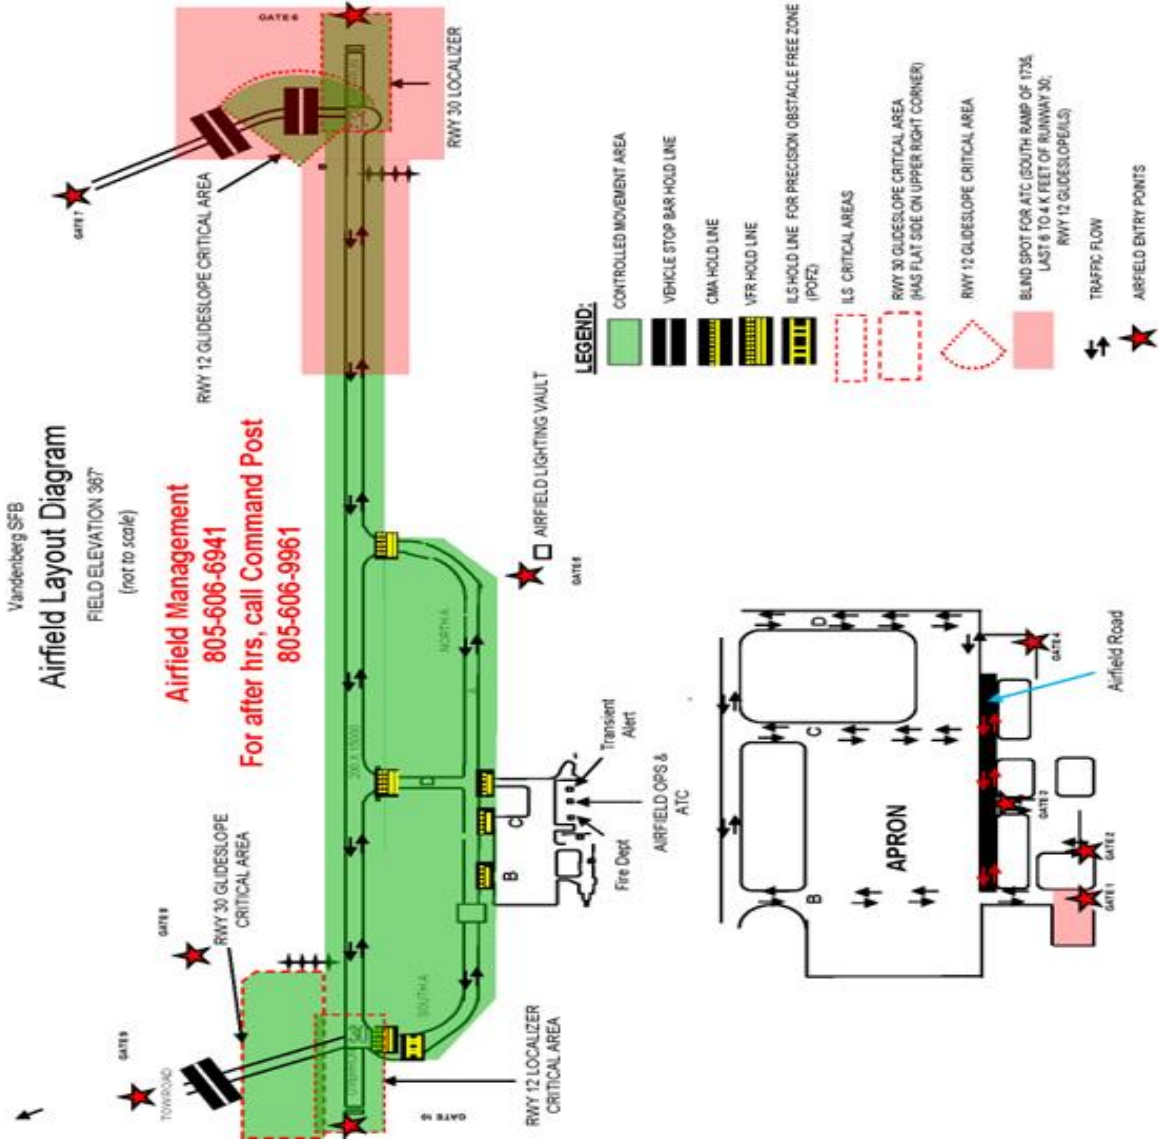 Vandenberg SFB
Airfield Layout Diagram
FIELD ELEVATION 367'
(not to scale)
Airfield Management
805-606-6941
For after hrs, call Command Post
805-606-9961
GATE 6
RWY 30 LOCALIZER
GATE 7
RWY 12 GLIDESLOPE CRITICAL AREA
AIRFIELD LIGHTING VAULT
GATE 5
NORTH A
A
200 X 15000
Transient
Alert
AIRFIELD OPS &
ATC
Fire Dept
C
B
RWY 30 GLIDESLOPE
CRITICAL AREA
GATE 8
GATE 9
TOW ROAD
SOUTH A
OVERRUN
GATE 10
RWY 12 LOCALIZER
CRITICAL AREA
LEGEND:
CONTROLLED MOVEMENT AREA
VEHICLE STOP BAR HOLD LINE
CMA HOLD LINE
VFR HOLD LINE
ILS HOLD LINE FOR PRECISION OBSTACLE FREE ZONE
(POFZ)
ILS CRITICAL AREAS
RWY 30 GLIDESLOPE CRITICAL AREA
(HAS FLAT SIDE ON UPPER RIGHT CORNER)
RWY 12 GLIDESLOPE CRITICAL AREA
BLIND SPOT FOR ATC (SOUTH RAMP OF 1735,
LAST 6 TO 4 K FEET OF RUNWAY 30;
RWY 12 GLIDESLOPE/ILS)
TRAFFIC FLOW
AIRFIELD ENTRY POINTS
D
C
B
APRON
GATE 4
Airfield Road
GATE 3
GATE 2
GATE 1